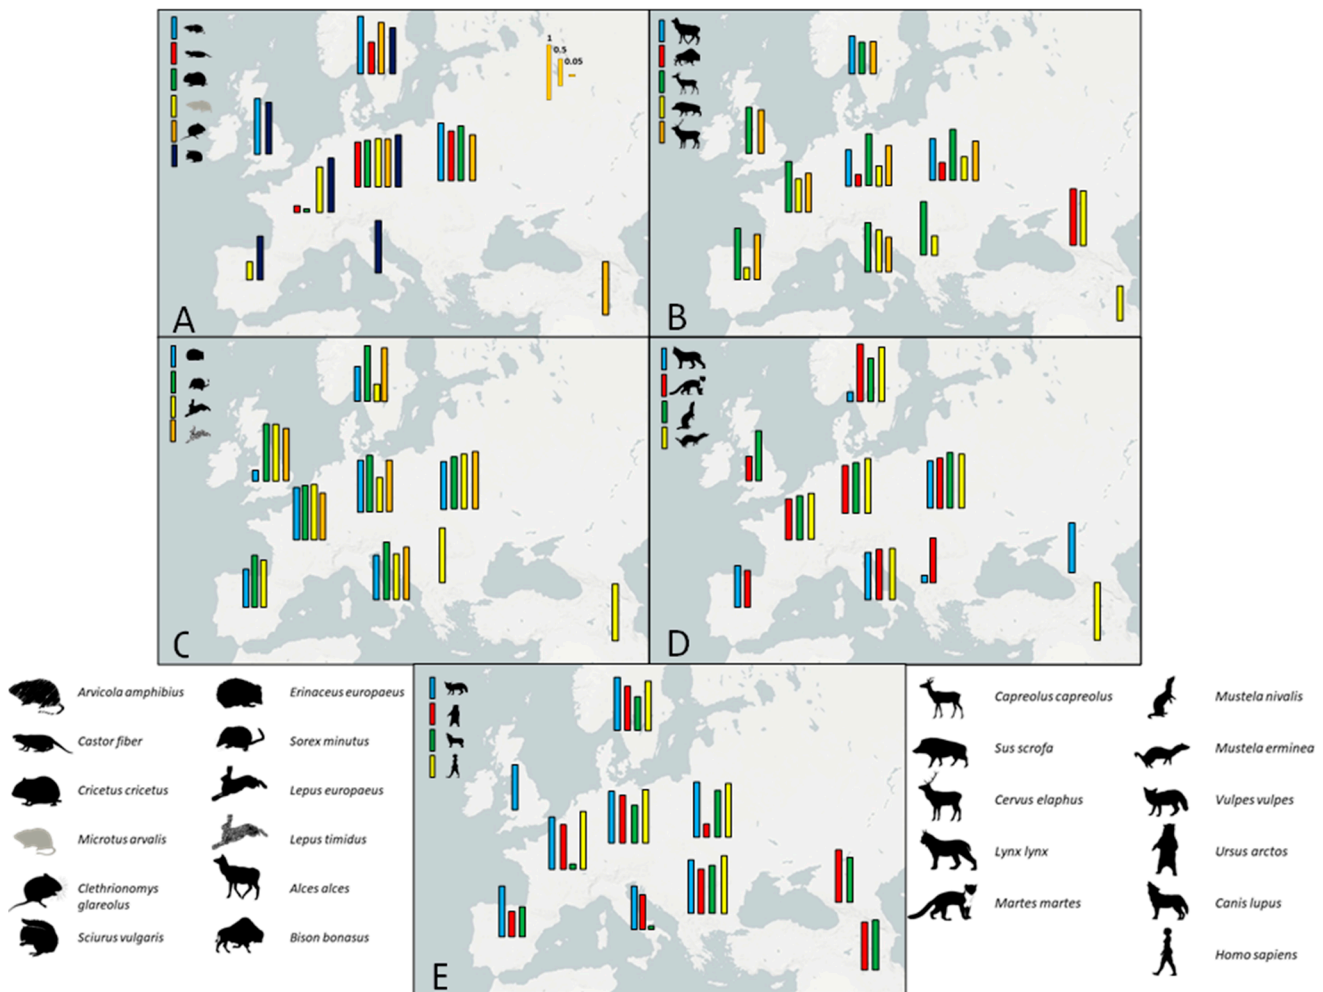 1
0.5
0.05
A
B
C
D
E
Arvicola amphibius
Castor fiber
Cricetus cricetus
Microtus arvalis
Clethrionomys
glareolus
Sciurus vulgaris
Erinaceus europaeus
Sorex minutus
Lepus europaeus
Lepus timidus
Alces alces
Bison bonasus
Capreolus capreolus
Sus scrofa
Cervus elaphus
Lynx lynx
Martes martes
Mustela nivalis
Mustela erminea
Vulpes vulpes
Ursus arctos
Canis lupus
Homo sapiens